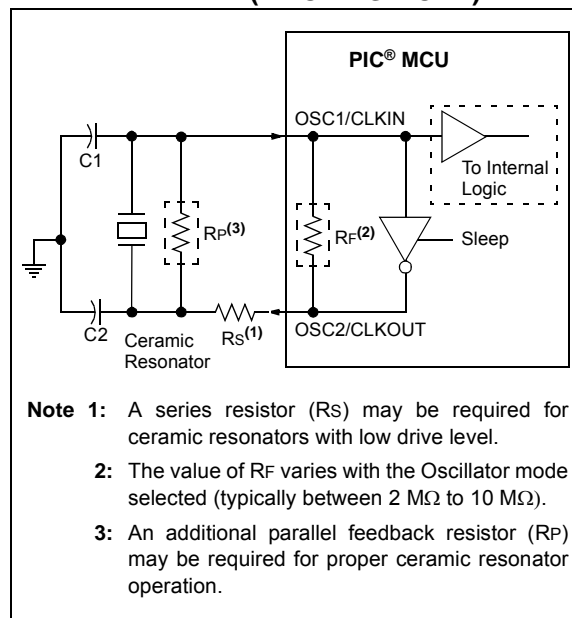 PIC® MCU
OSC1/CLKIN
C1
To Internal
Logic
RP(3)
RF(2)
Sleep
C2
Ceramic
Resonator
RS(1)
OSC2/CLKOUT
Note 1: A series resistor (RS) may be required for
ceramic resonators with low drive level.
2: The value of RF varies with the Oscillator mode
selected (typically between 2 MΩ to 10 MΩ).
3: An additional parallel feedback resistor (RP)
may be required for proper ceramic resonator
operation.